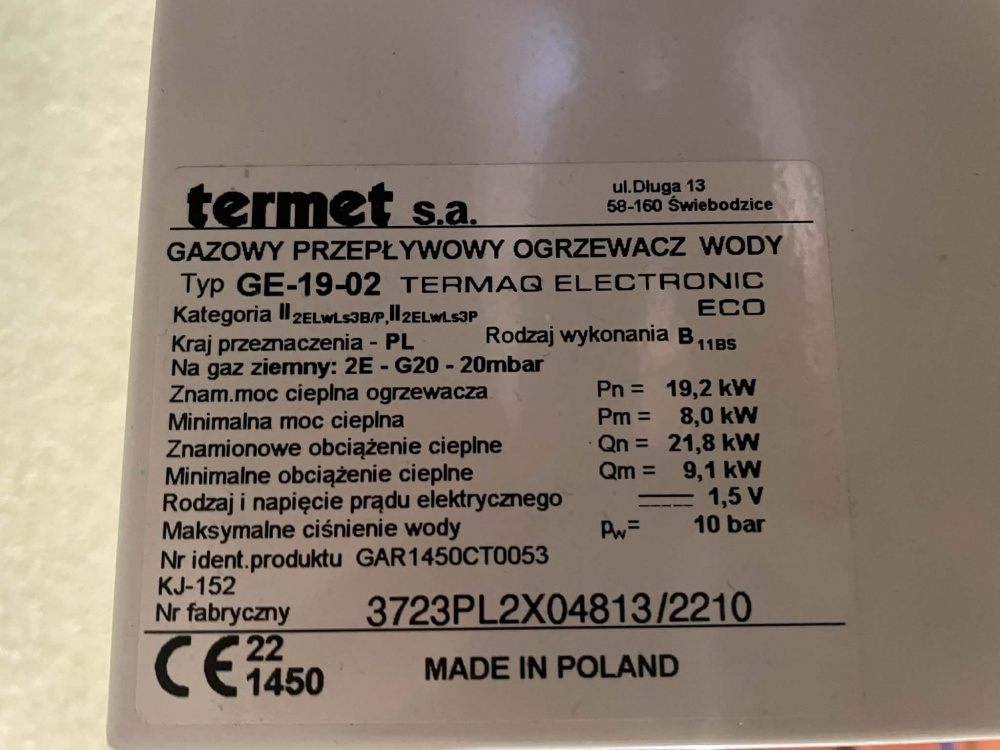 termet s.a.
ul.Długa 13
58-160 Świebodzice
GAZOWY PRZEPŁYWOWY OGRZEWACZ WODY
Typ GE-19-02 TERMAQ ELECTRONIC
ECO
Kategoria II2ELwLs3B/P,II2ELwLs3P
Kraj przeznaczenia - PL Rodzaj wykonania B11BS
Na gaz ziemny: 2E - G20 - 20mbar
Znam.moc cieplna ogrzewacza Pn = 19,2 kW
Minimalna moc cieplna Pm = 8,0 kW
Znamionowe obciążenie cieplne Qn = 21,8 kW
Minimalne obciążenie cieplne Qm = 9,1 kW
Rodzaj i napięcie prądu elektrycznego 1,5 V
Maksymalne ciśnienie wody pw= 10 bar
Nr ident.produktu GAR1450CT0053
KJ-152
Nr fabryczny 3723PL2X04813/2210
CE 22
1450
MADE IN POLAND